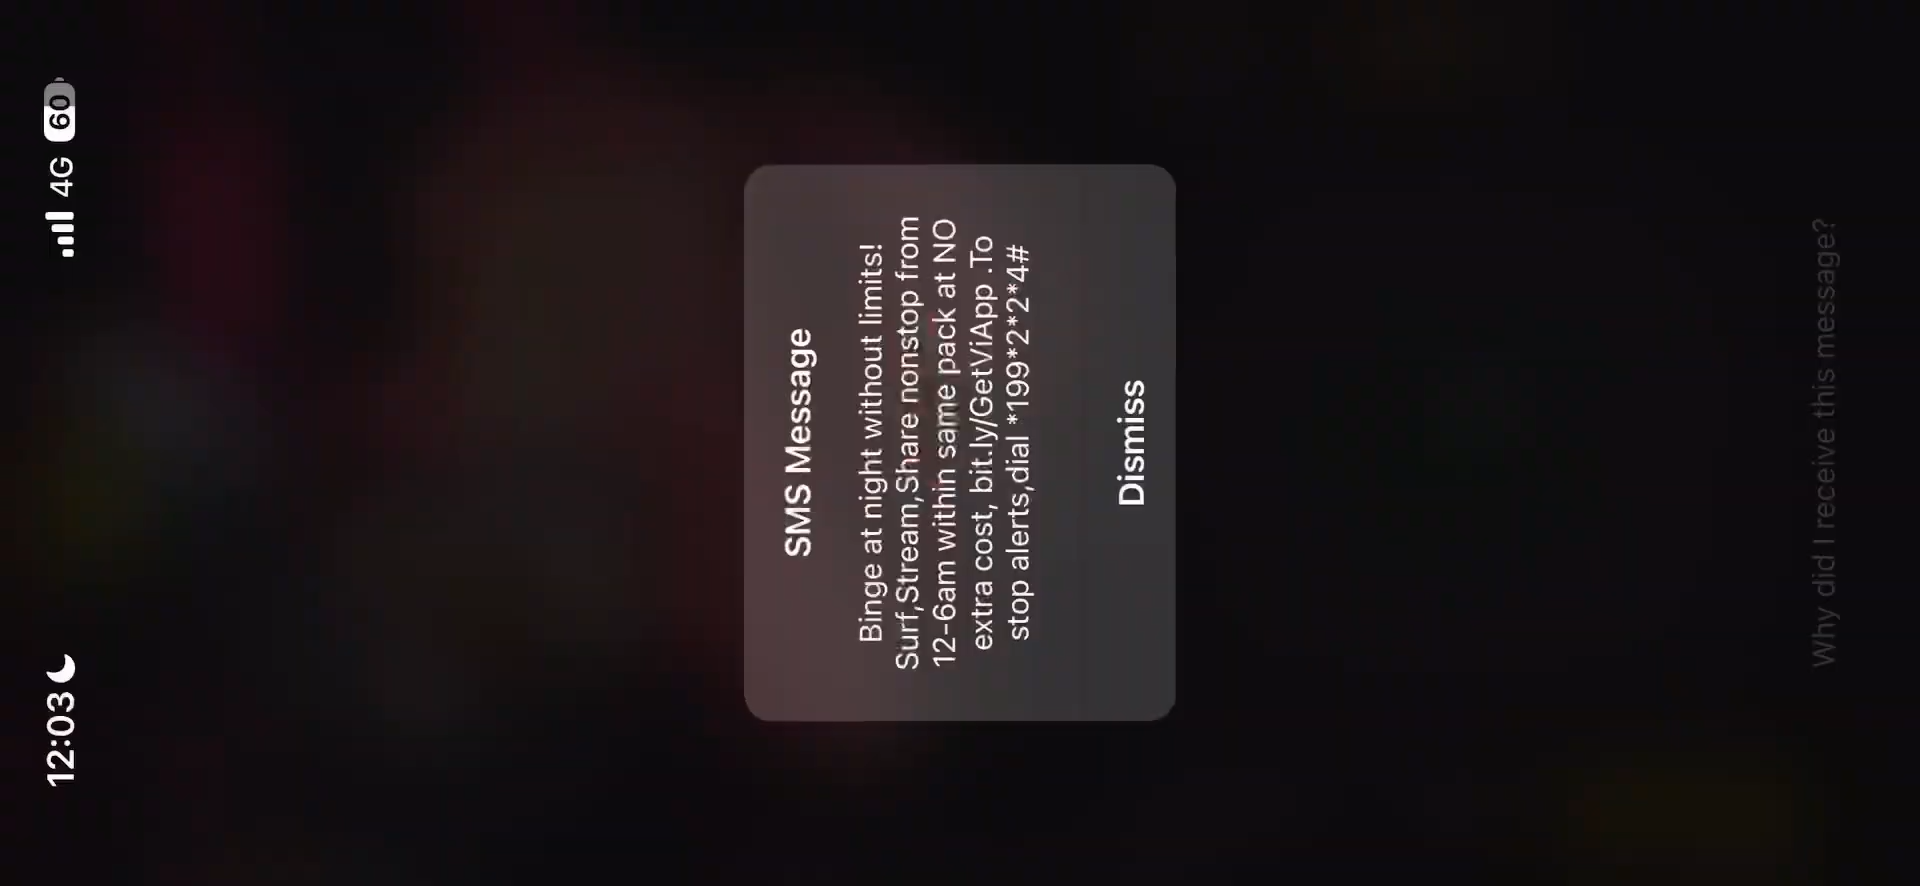 12:03
4G 60
SMS Message
Binge at night without limits!
Surf,Stream,Share nonstop from
12-6am within same pack at NO
extra cost, bit.ly/GetViApp .To
stop alerts,dial *199*2*2*4#
Dismiss
Why did I receive this message?